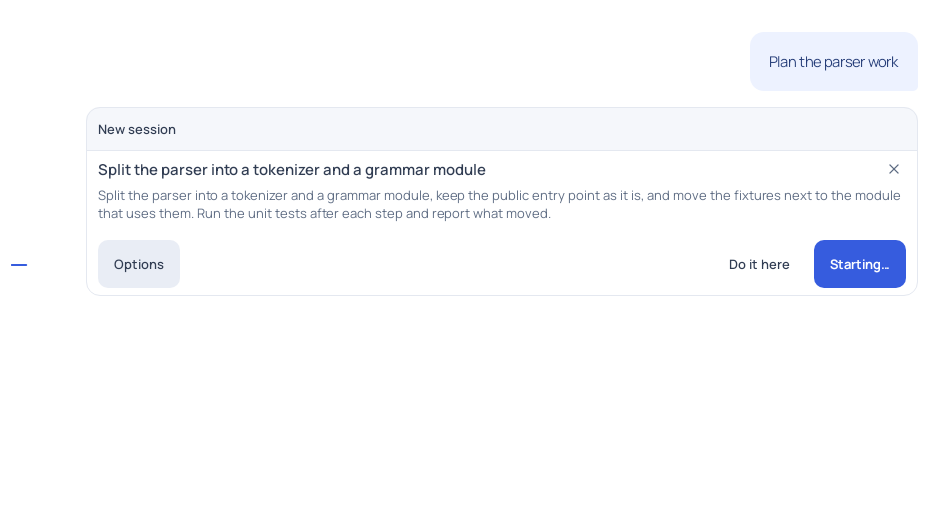 Plan the parser work
New session
Split the parser into a tokenizer and a grammar module
Split the parser into a tokenizer and a grammar module, keep the public entry point as it is, and move the fixtures next to the module
that uses them. Run the unit tests after each step and report what moved.
Options
Do it here
Starting…